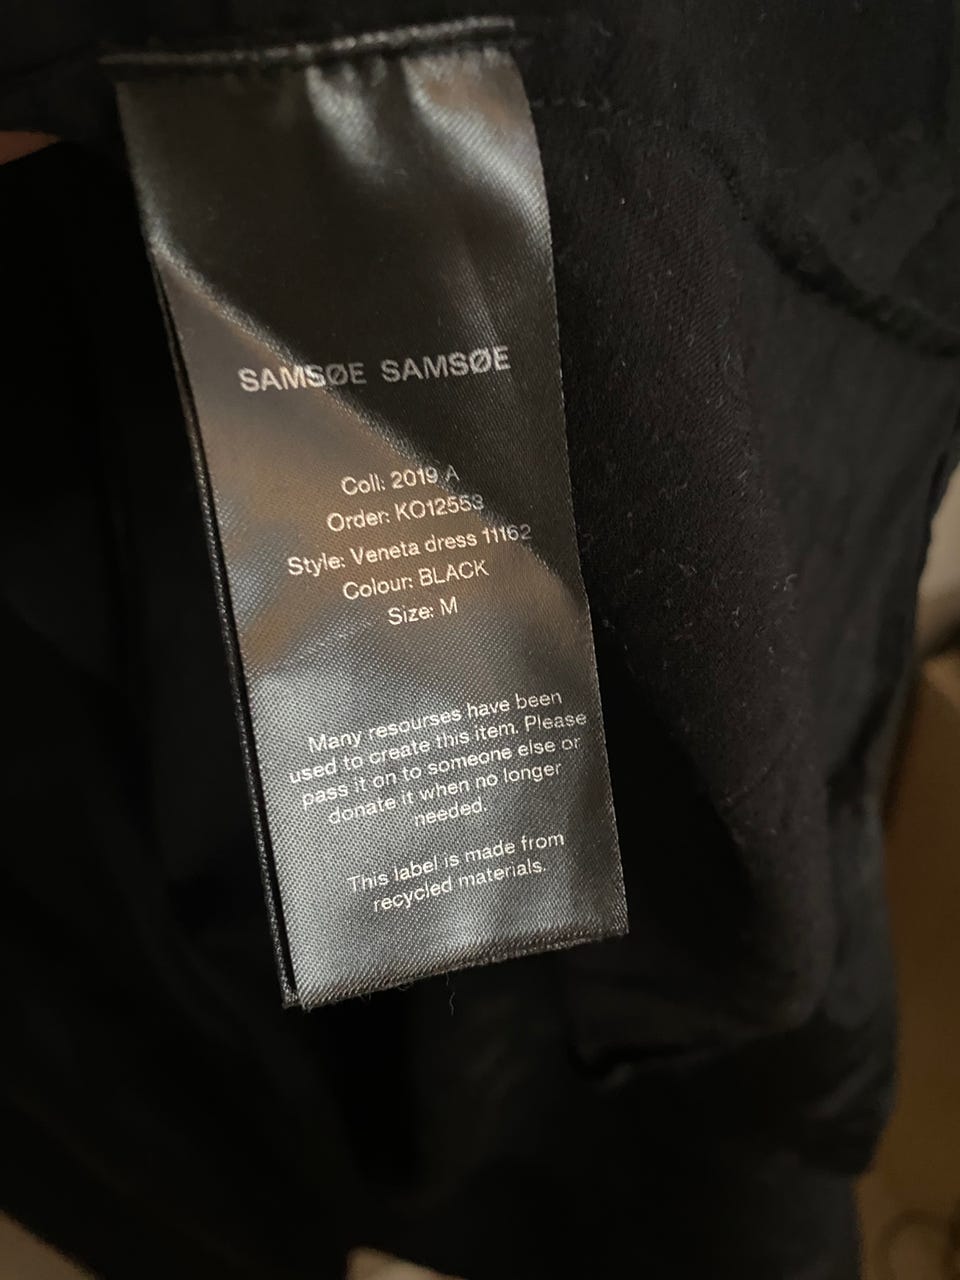 SAMSØE SAMSØE
Coll: 2019 A
Order: KO12553
Style: Veneta dress 11162
Colour: BLACK
Size: M
Many resourses have been
used to create this item. Please
pass it on to someone else or
donate it when no longer
needed.
This label is made from
recycled materials.